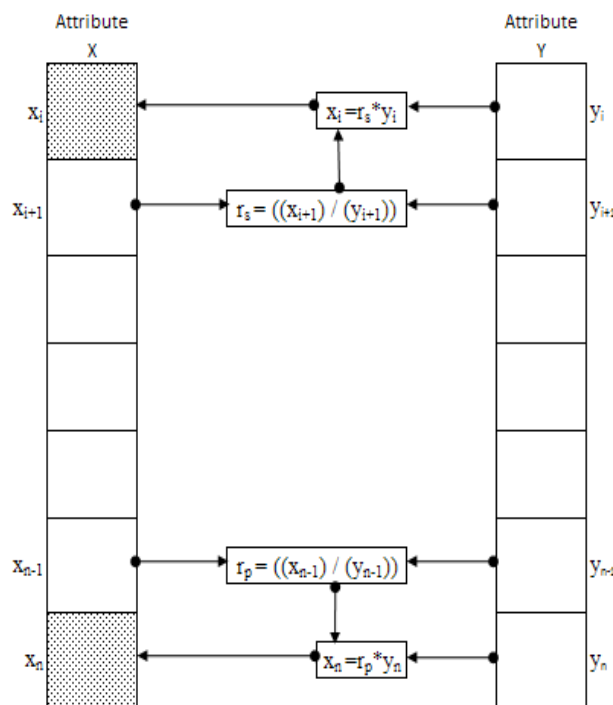 Attribute
X
Attribute
Y
xᵢ
xᵢ=rₛ*yᵢ
yᵢ
xᵢ₊₁
rₛ= ((xᵢ₊₁) / (yᵢ₊₁))
xₙ₋₁
rₚ= ((xₙ₋₁) / (yₙ₋₁))
xₙ
xₙ=rₚ*yₙ
yₙ